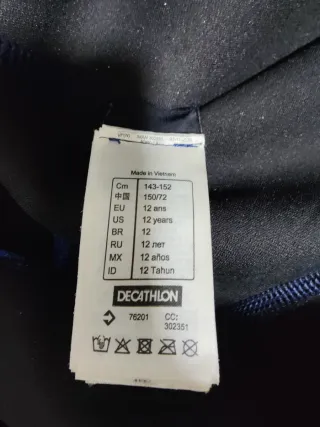 Made in Vietnam
Cm 143-152
中国 150/72
EU 12 ans
US 12 years
BR 12
RU 12 лет
MX 12 años
ID 12 Tahun
DECATHLON
76201 CC:
302351